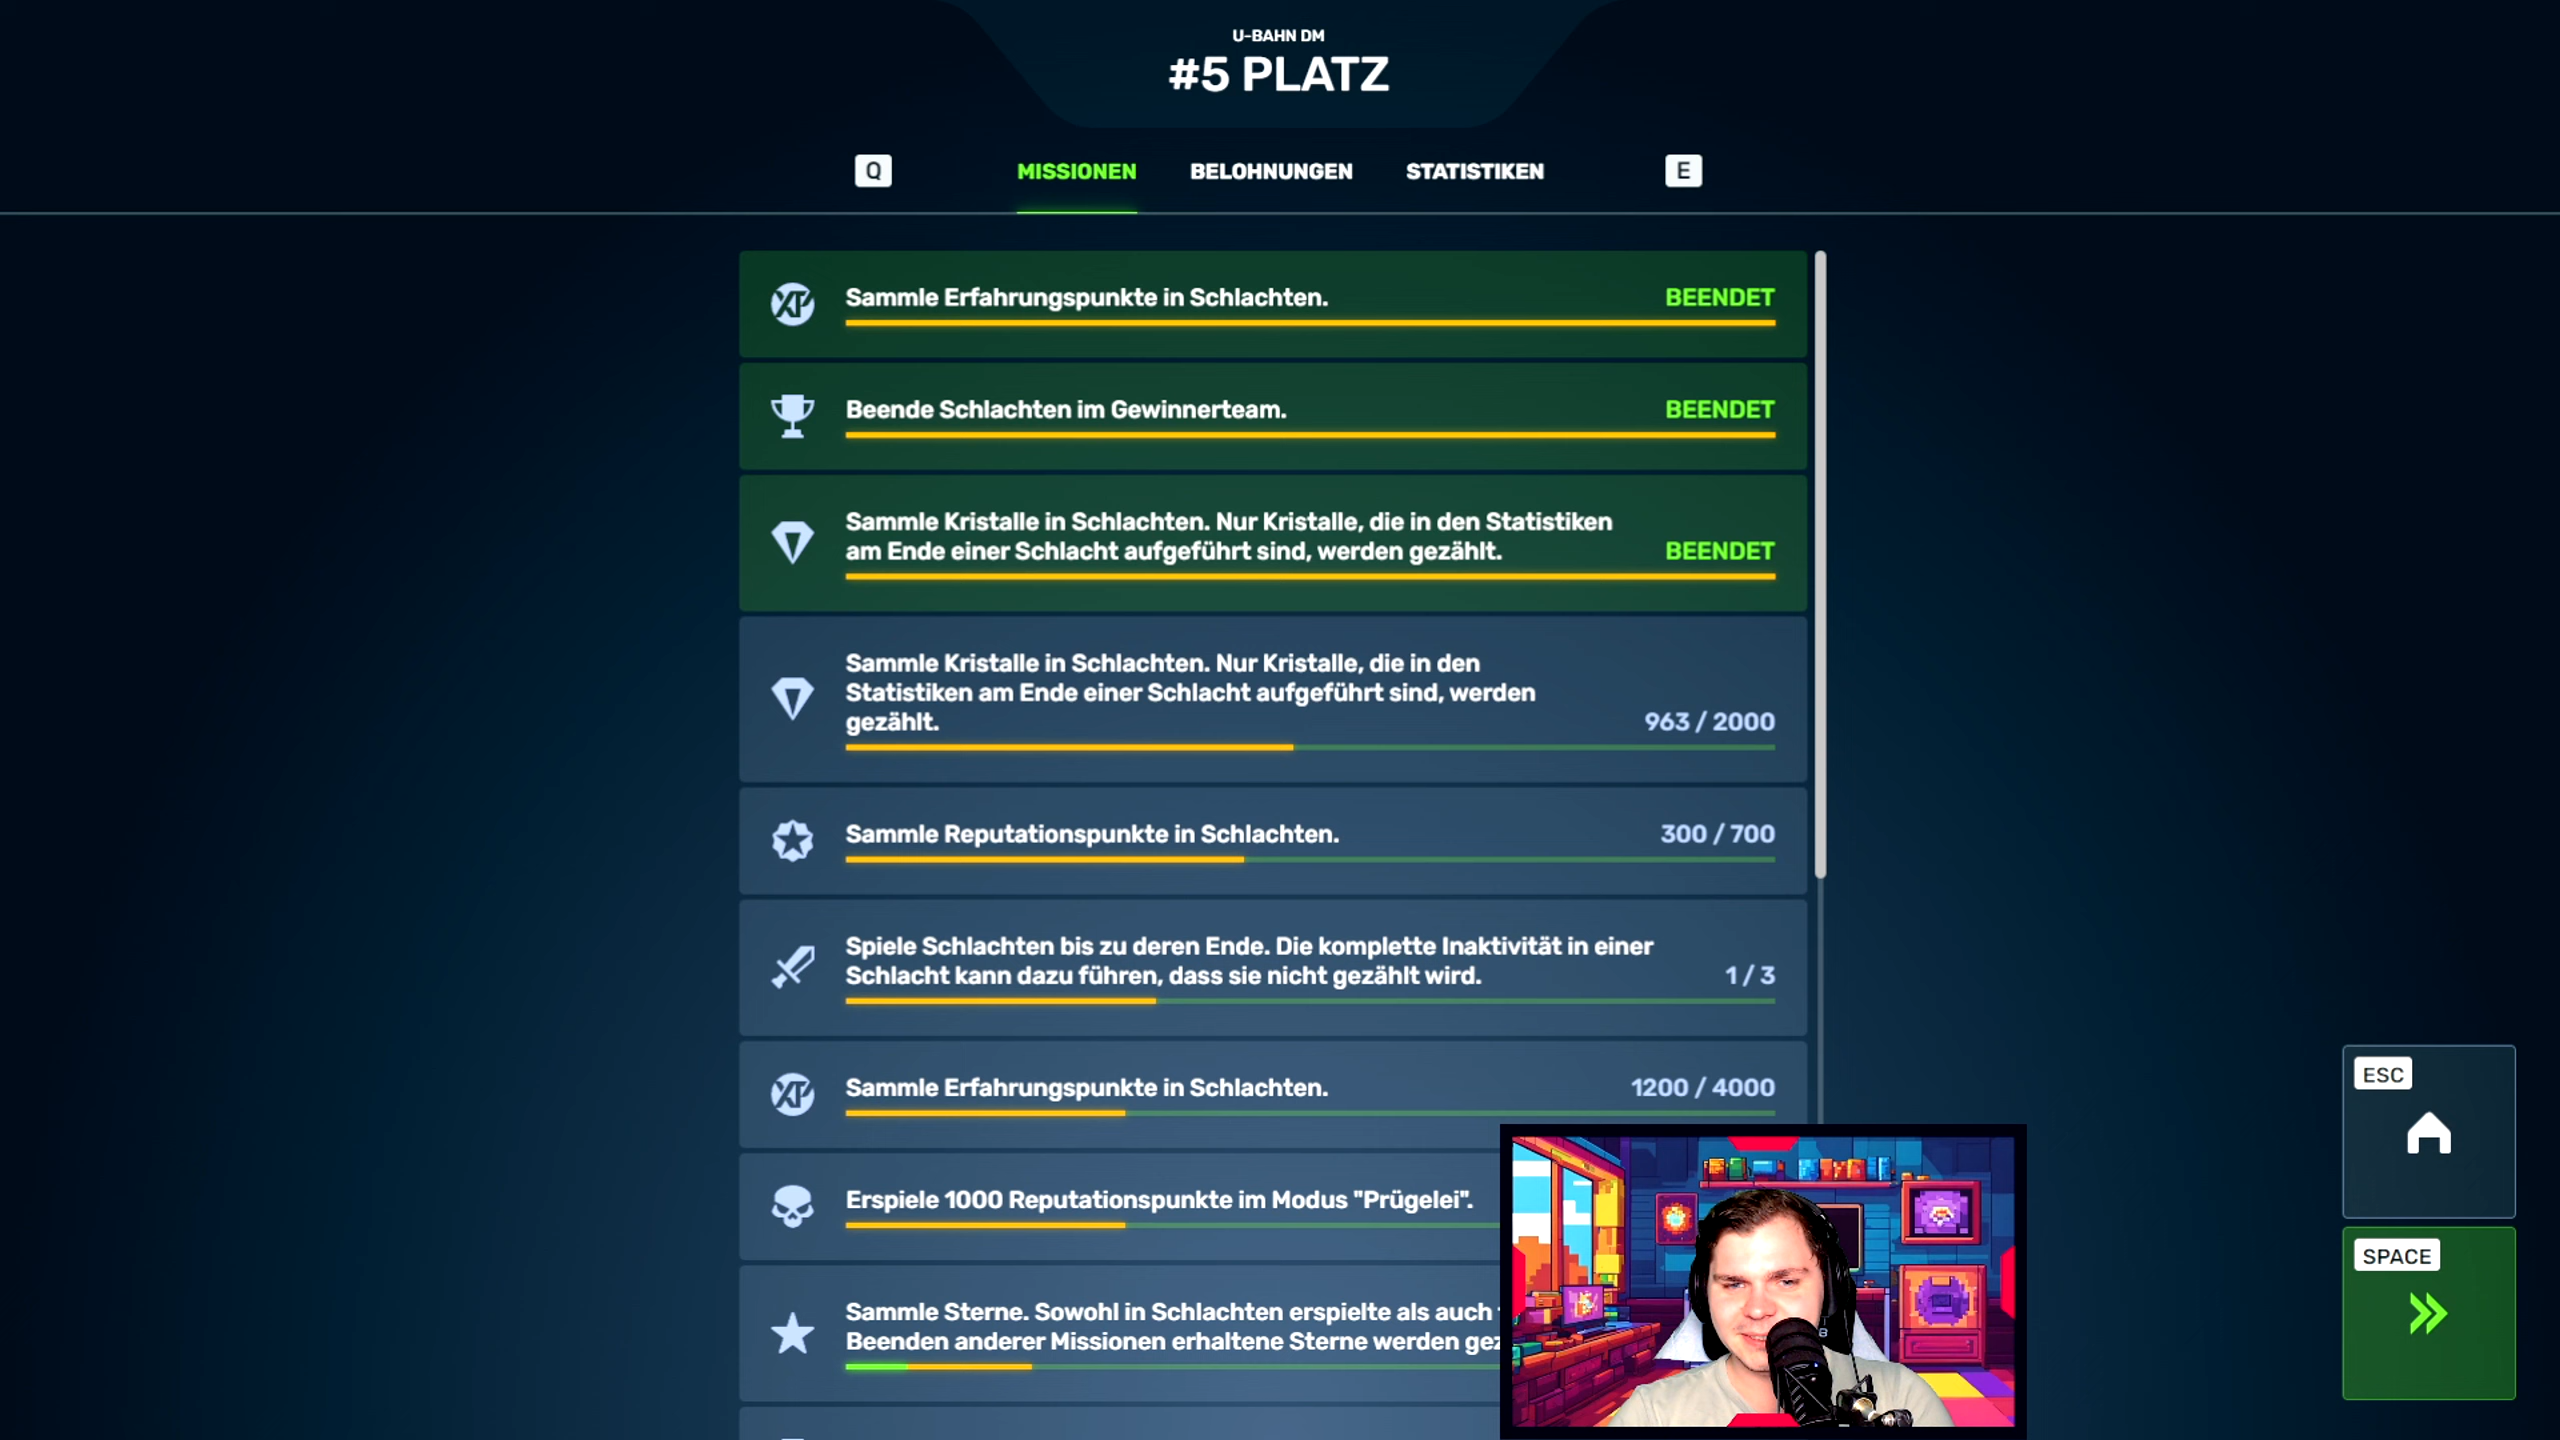 U-BAHN DM
#5 PLATZ
Q MISSIONEN BELOHNUNGEN STATISTIKEN E
Sammle Erfahrungspunkte in Schlachten. BEENDET
Beende Schlachten im Gewinnerteam. BEENDET
Sammle Kristalle in Schlachten. Nur Kristalle, die in den Statistiken
am Ende einer Schlacht aufgeführt sind, werden gezählt. BEENDET
Sammle Kristalle in Schlachten. Nur Kristalle, die in den
Statistiken am Ende einer Schlacht aufgeführt sind, werden
gezählt. 963 / 2000
Sammle Reputationspunkte in Schlachten. 300 / 700
Spiele Schlachten bis zu deren Ende. Die komplette Inaktivität in einer
Schlacht kann dazu führen, dass sie nicht gezählt wird. 1 / 3
Sammle Erfahrungspunkte in Schlachten. 1200 / 4000
Erspiele 1000 Reputationspunkte im Modus "Prügelei".
Sammle Sterne. Sowohl in Schlachten erspielte als auch
Beenden anderer Missionen erhaltene Sterne werden
ESC
SPACE